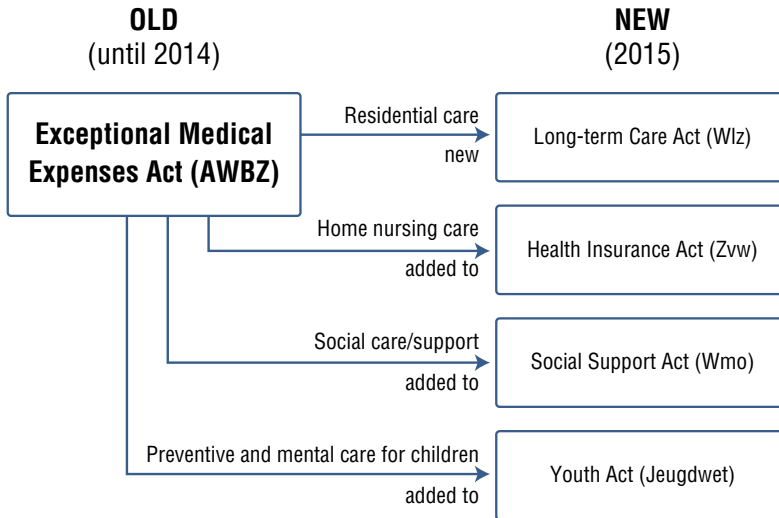 OLD
(until 2014)
NEW
(2015)
Exceptional Medical
Expenses Act (AWBZ)
Residential care
new
Long-term Care Act (Wlz)
Home nursing care
added to
Health Insurance Act (Zvw)
Social care/support
added to
Social Support Act (Wmo)
Preventive and mental care for children
added to
Youth Act (Jeugdwet)